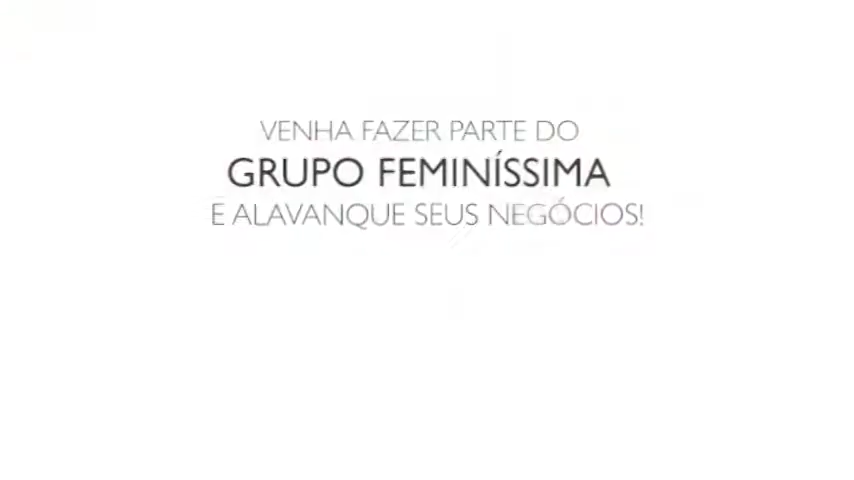 VENHA FAZER PARTE DO
GRUPO FEMINÍSSIMA
E ALAVANQUE SEUS NEGÓCIOS!